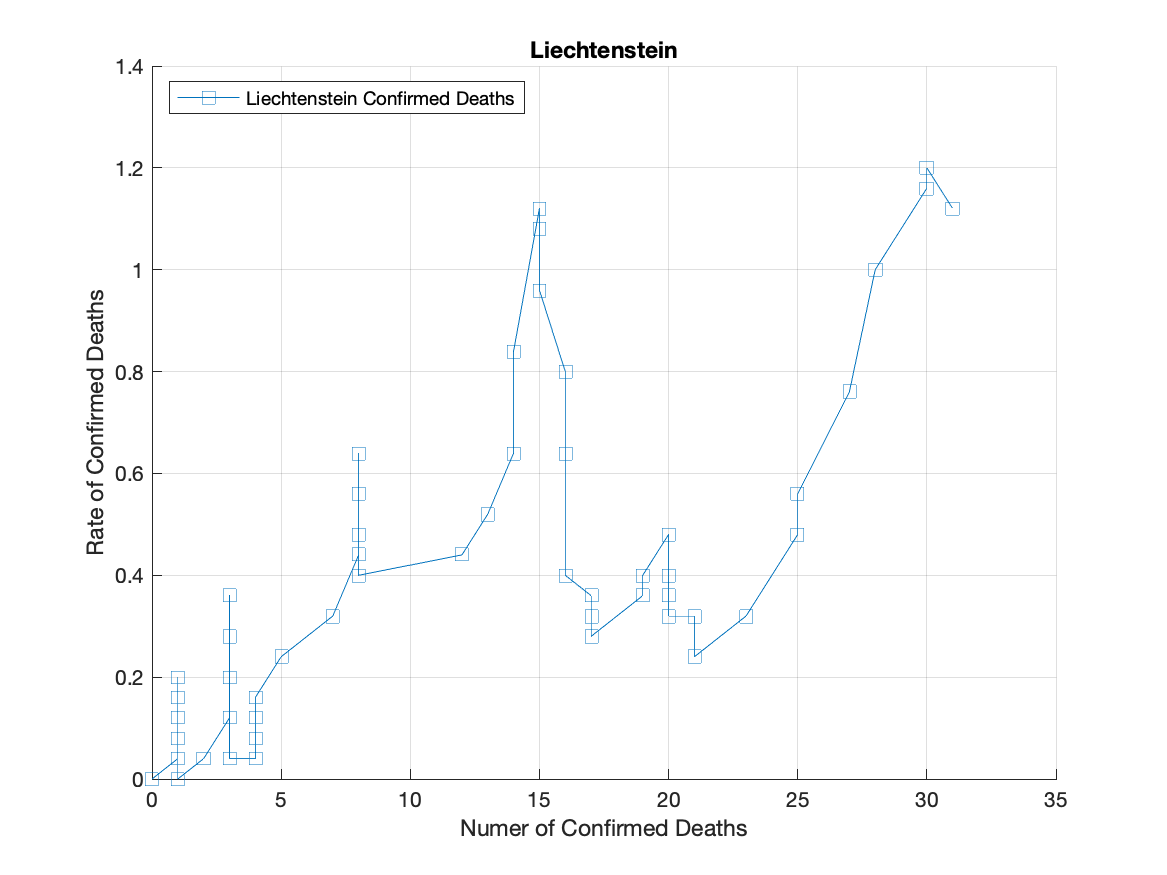 Liechtenstein
Liechtenstein Confirmed Deaths
Rate of Confirmed Deaths
1.4
1.2
1
0.8
0.6
0.4
0.2
0
0 5 10 15 20 25 30 35
Numer of Confirmed Deaths